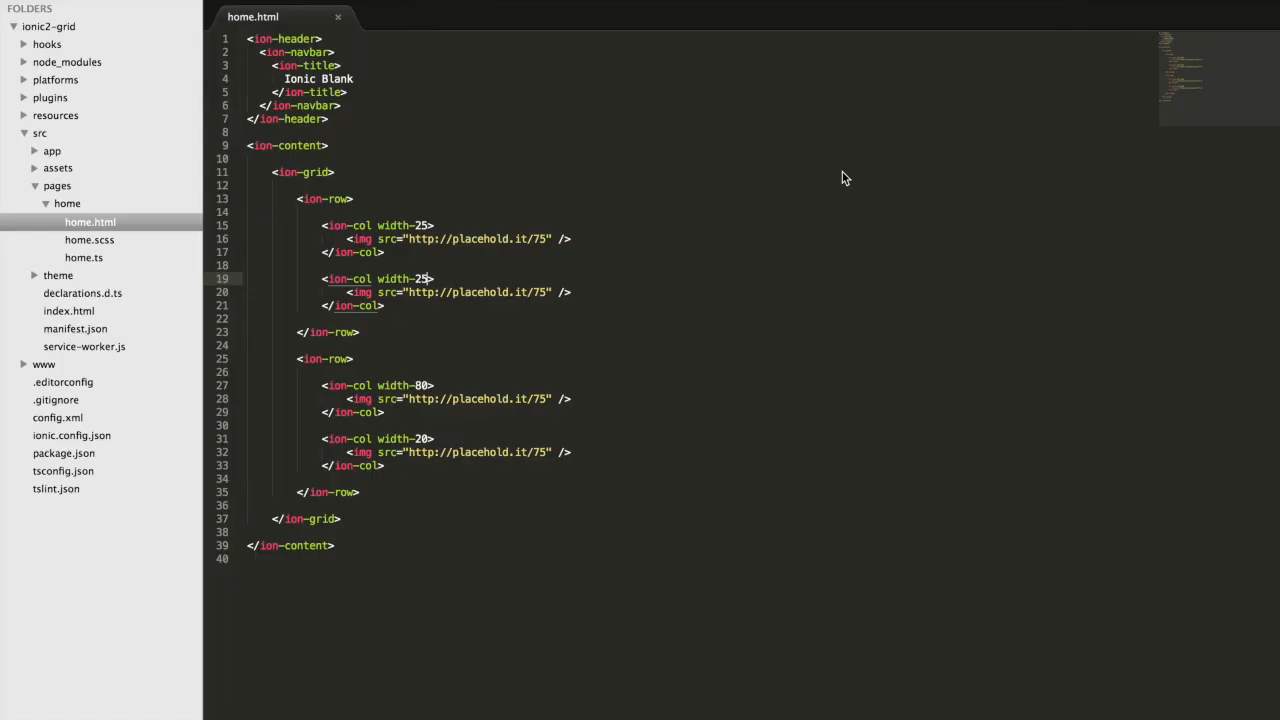 FOLDERS
ionic2-grid
hooks
node_modules
platforms
plugins
resources
src
app
assets
pages
home
home.html
home.scss
home.ts
theme
declarations.d.ts
index.html
manifest.json
service-worker.js
www
.editorconfig
.gitignore
config.xml
ionic.config.json
package.json
tsconfig.json
tslint.json
home.html ×
1 <ion-header>
2 <ion-navbar>
3 <ion-title>
4 Ionic Blank
5 </ion-title>
6 </ion-navbar>
7 </ion-header>
8
9 <ion-content>
10
11 <ion-grid>
12
13 <ion-row>
14
15 <ion-col width-25>
16 <img src="http://placehold.it/75" />
17 </ion-col>
18
19 <ion-col width-25>
20 <img src="http://placehold.it/75" />
21 </ion-col>
22
23 </ion-row>
24
25 <ion-row>
26
27 <ion-col width-80>
28 <img src="http://placehold.it/75" />
29 </ion-col>
30
31 <ion-col width-20>
32 <img src="http://placehold.it/75" />
33 </ion-col>
34
35 </ion-row>
36
37 </ion-grid>
38
39 </ion-content>
40